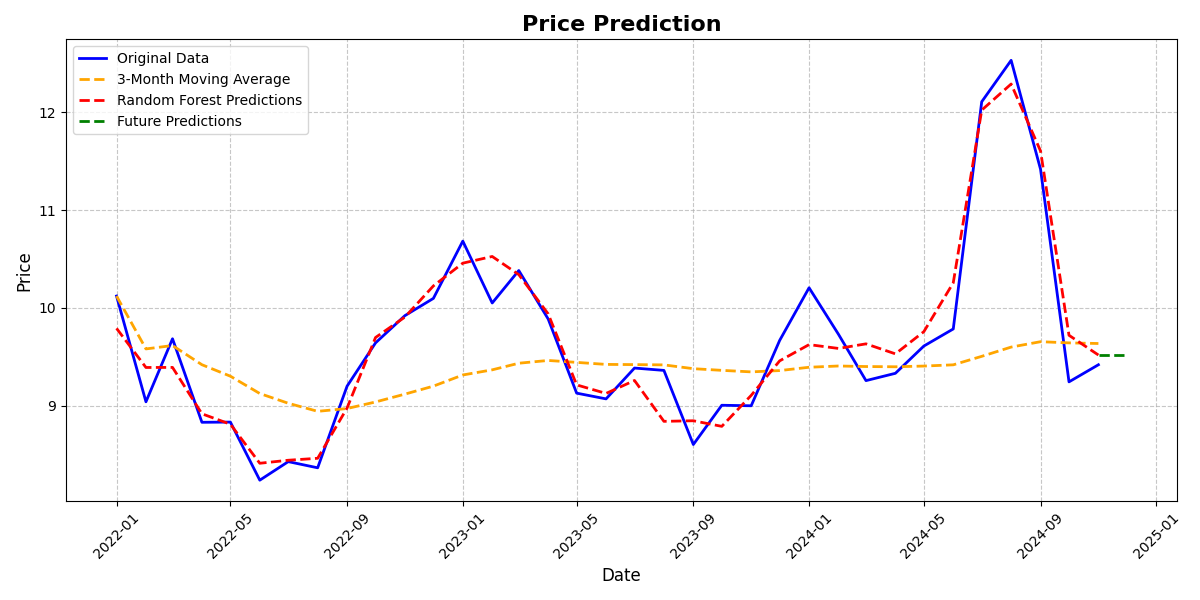 Price Prediction
Original Data
3-Month Moving Average
Random Forest Predictions
Future Predictions
Price
12
11
10
9
2022-01
2022-05
2022-09
2023-01
2023-05
2023-09
2024-01
2024-05
2024-09
2025-01
Date